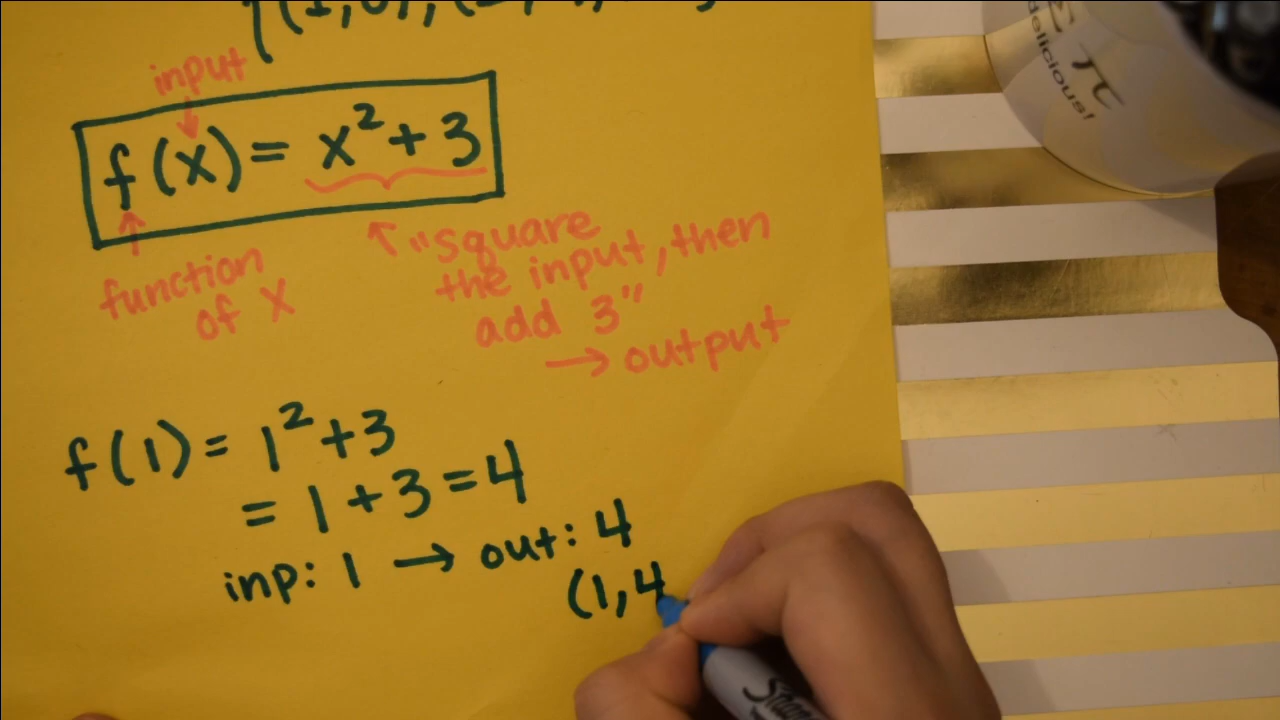 input
f(x) = x² + 3
function
of x
"square
the input, then
add 3"
→ output
f(1) = 1² + 3
= 1 + 3 = 4
inp: 1 → out: 4
(1,4
Σ π
delicious!